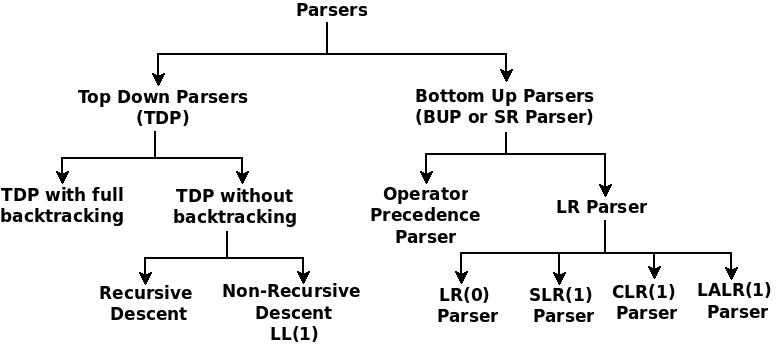 Parsers
Top Down Parsers
(TDP)
Bottom Up Parsers
(BUP or SR Parser)
TDP with full
backtracking
TDP without
backtracking
Operator
Precedence
Parser
LR Parser
Recursive
Descent
Non-Recursive
Descent
LL(1)
LR(0)
Parser
SLR(1)
Parser
CLR(1)
Parser
LALR(1)
Parser